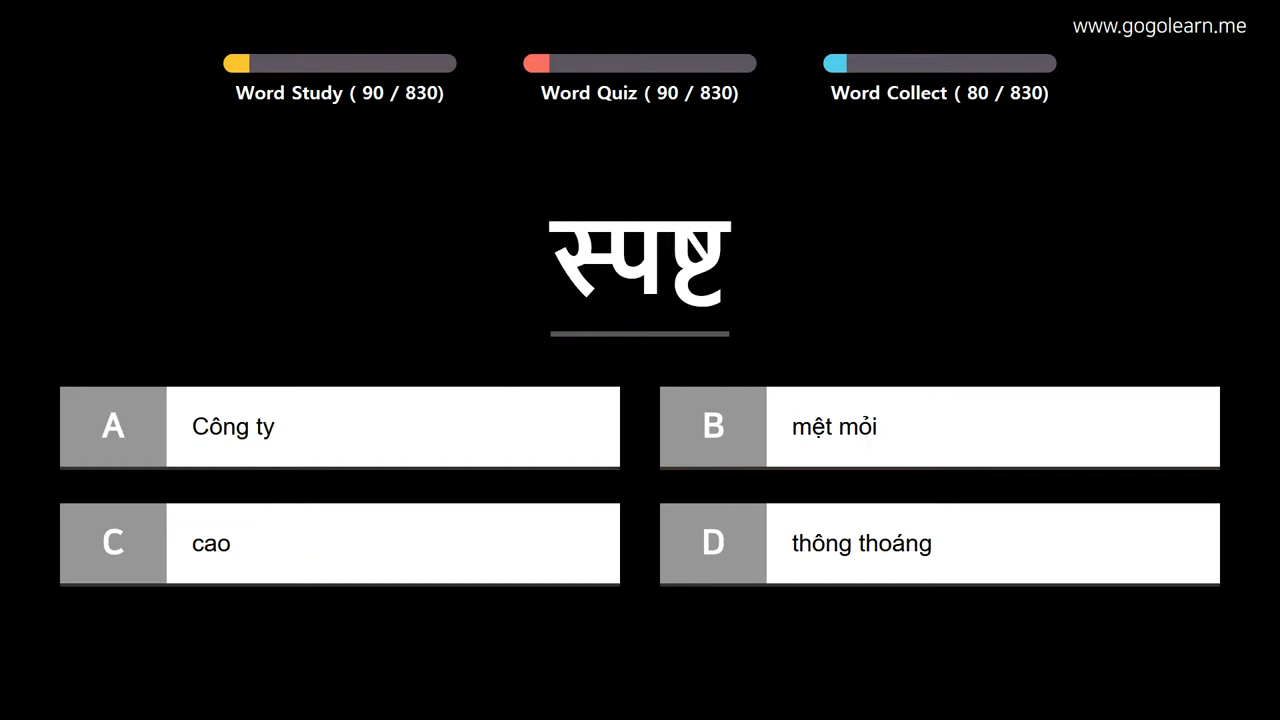 www.gogolearn.me
Word Study ( 90 / 830)
Word Quiz ( 90 / 830)
Word Collect ( 80 / 830)
स्पष्ट
A Công ty
B mệt mỏi
C cao
D thông thoáng